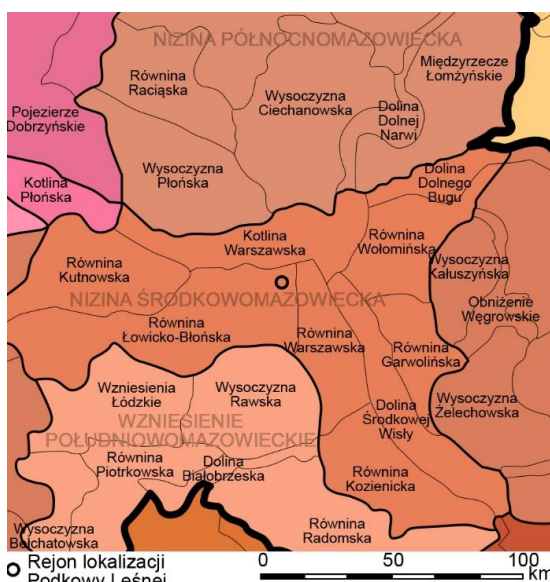 NIZINA PÓŁNOCNOMAZOWIECKA
Międzyrzecze
Łomżyńskie
Równina
Raciąska
Wysoczyzna
Ciechanowska
Dolina
Dolnej
Narwi
Pojezierze
Dobrzyńskie
Wysoczyzna
Płońska
Kotlina
Płońska
Dolina
Dolnego
Bugu
Kotlina
Warszawska
Równina
Wołomińska
Równina
Kutnowska
Wysoczyzna
Kałuszyńska
NIZINA ŚRODKOWOMAZOWIECKA
Obniżenie
Węgrowskie
Równina
Łowicko-Błońska
Równina
Warszawska
Równina
Garwolińska
Wzniesienia
Łódzkie
Wysoczyzna
Rawska
Wysoczyzna
Żelechowska
WZNIESIENIE
POŁUDNIOWOMAZOWIECKIE
Dolina
Środkowej
Wisły
Równina
Piotrkowska
Dolina
Białobrzeska
Równina
Kozienicka
Wysoczyzna
Bełchatowska
Równina
Radomska
Rejon lokalizacji
Podkowy Leśnej
0 50 100
km